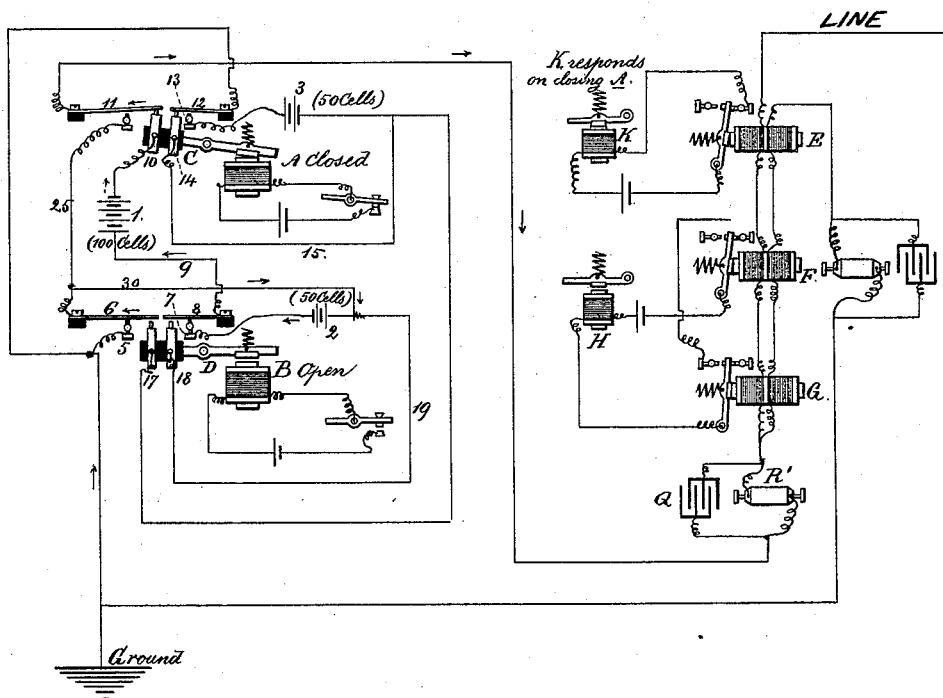 LINE
K. responds
on closing A.
3
(50 Cells)
13
11
12
10
C
14
A Closed
K
E
25
1.
(100 Cells)
15.
9
30
7
(50 Cells)
6
8
2
5
D
17
18
B Open
19
H
F.
G.
Q
R'
Ground